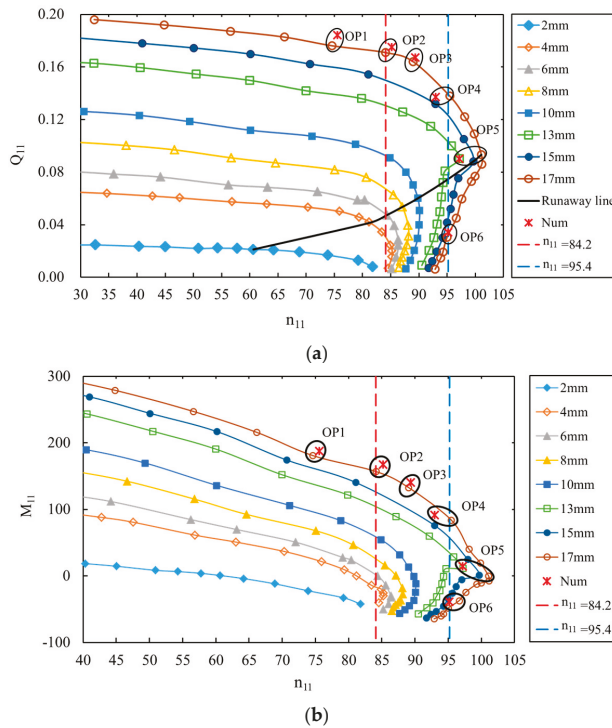 0.20
0.16
0.12
0.08
0.04
0.00
Q11
30 35 40 45 50 55 60 65 70 75 80 85 90 95 100 105
n11
OP1
OP2
OP3
OP4
OP5
OP6
2mm
4mm
6mm
8mm
10mm
13mm
15mm
17mm
Runaway line
Num
n11 =84.2
n11 =95.4
(a)
300
200
100
0
-50
-100
M11
40 45 50 55 60 65 70 75 80 85 90 95 100 105
n11
OP1
OP2
OP3
OP4
OP5
OP6
2mm
4mm
6mm
8mm
10mm
13mm
15mm
17mm
Num
n11 =84.2
n11 =95.4
(b)